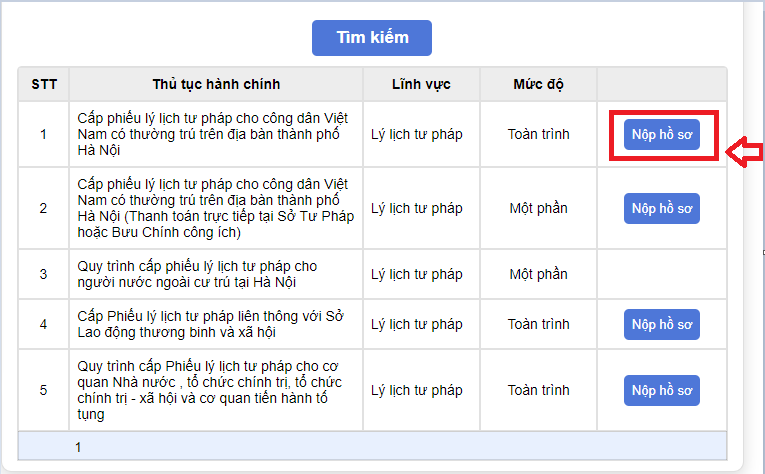 Tìm kiếm
STT Thủ tục hành chính Lĩnh vực Mức độ
Cấp phiếu lý lịch tư pháp cho công dân Việt
1 Nam có thường trú trên địa bàn thành phố Lý lịch tư pháp Toàn trình Nộp hồ sơ
Hà Nội
Cấp phiếu lý lịch tư pháp cho công dân Việt
Nam có thường trú trên địa bàn thành phố
2 Hà Nội (Thanh toán trực tiếp tại Sở Tư Pháp Lý lịch tư pháp Một phần Nộp hồ sơ
hoặc Bưu Chính công ích)
3 Quy trình cấp phiếu lý lịch tư pháp cho Lý lịch tư pháp Một phần
người nước ngoài cư trú tại Hà Nội
4 Cấp Phiếu lý lịch tư pháp liên thông với Sở Lý lịch tư pháp Toàn trình Nộp hồ sơ
Lao động thương binh và xã hội
Quy trình cấp Phiếu lý lịch tư pháp cho cơ
quan Nhà nước , tổ chức chính trị, tổ chức
5 chính trị - xã hội và cơ quan tiến hành tố Lý lịch tư pháp Toàn trình Nộp hồ sơ
tụng
1